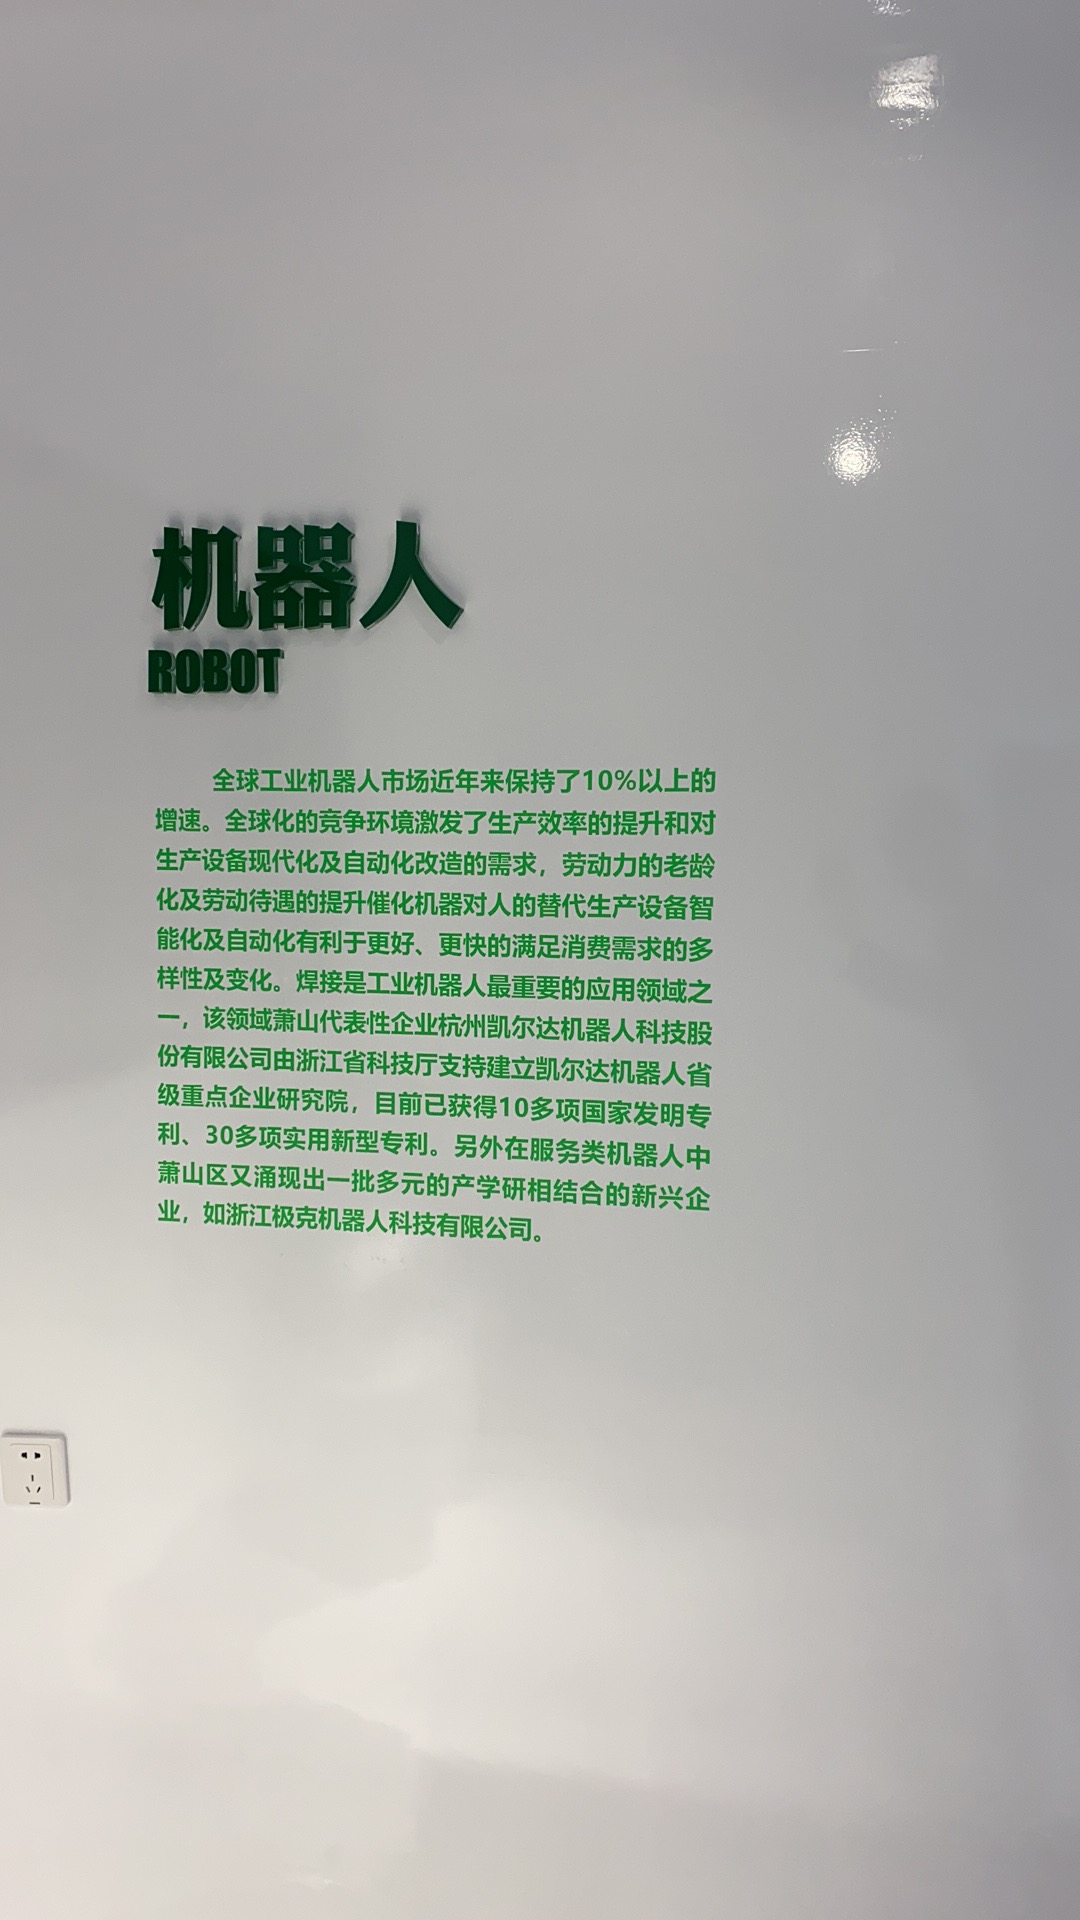 机器人
ROBOT
全球工业机器人市场近年来保持了10%以上的
增速。全球化的竞争环境激发了生产效率的提升和对
生产设备现代化及自动化改造的需求，劳动力的老龄
化及劳动待遇的提升催化机器对人的替代生产设备智
能化及自动化有利于更好、更快的满足消费需求的多
样性及变化。焊接是工业机器人最重要的应用领域之
一，该领域萧山代表性企业杭州凯尔达机器人科技股
份有限公司由浙江省科技厅支持建立凯尔达机器人省
级重点企业研究院，目前已获得10多项国家发明专
利、30多项实用新型专利。另外在服务类机器人中
萧山区又涌现出一批多元的产学研相结合的新兴企
业，如浙江极克机器人科技有限公司。